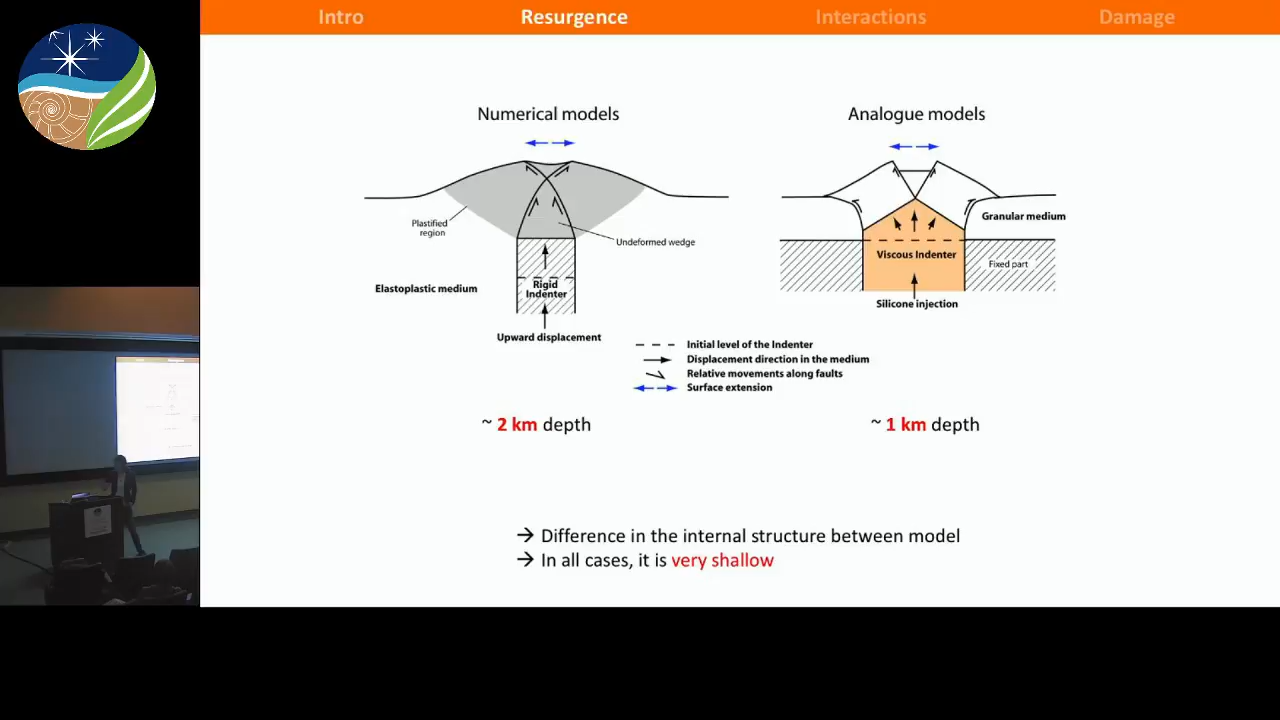 Intro
Resurgence
Interactions
Damage
Numerical models
Analogue models
Plastified
region
Undeformed wedge
Elastoplastic medium
Rigid
Indenter
Upward displacement
Granular medium
Viscous Indenter
Fixed part
Silicone injection
Initial level of the Indenter
Displacement direction in the medium
Relative movements along faults
Surface extension
~ 2 km depth
~ 1 km depth
→ Difference in the internal structure between model
→ In all cases, it is very shallow